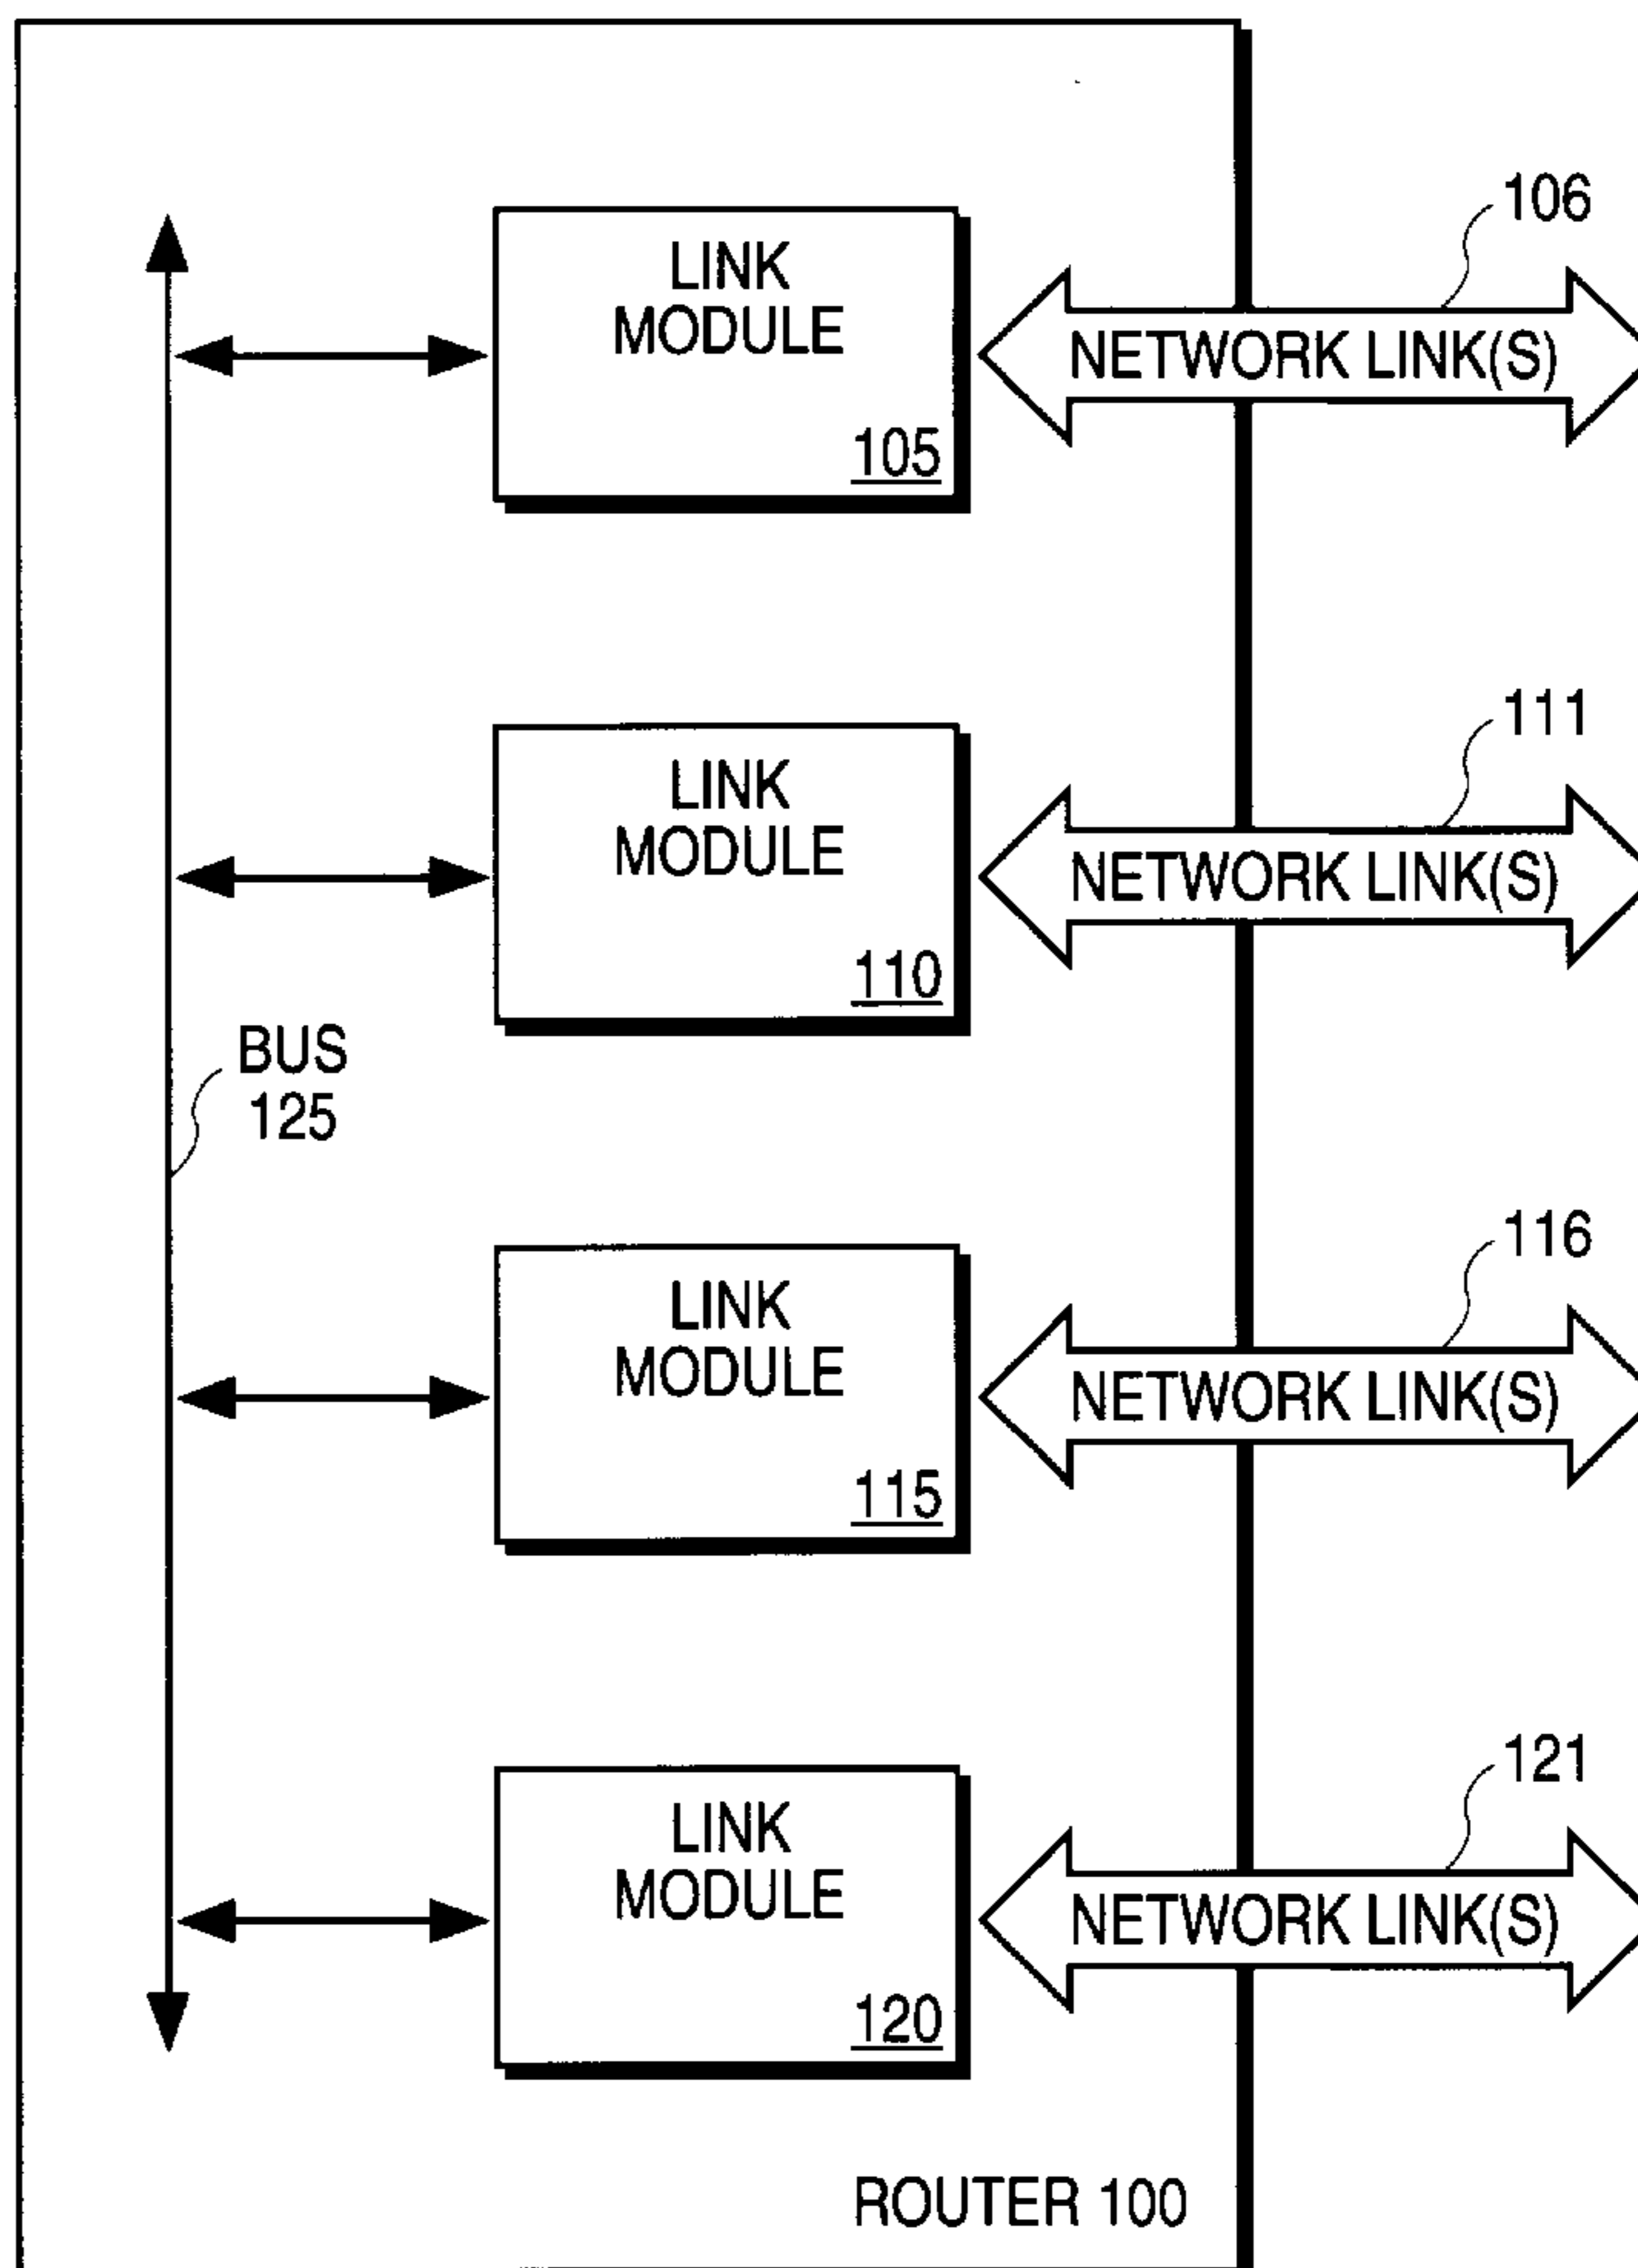 106
LINK
MODULE
NETWORK LINK(S)
105
111
LINK
MODULE
NETWORK LINK(S)
110
BUS
125
116
LINK
MODULE
NETWORK LINK(S)
115
121
LINK
MODULE
NETWORK LINK(S)
120
ROUTER 100